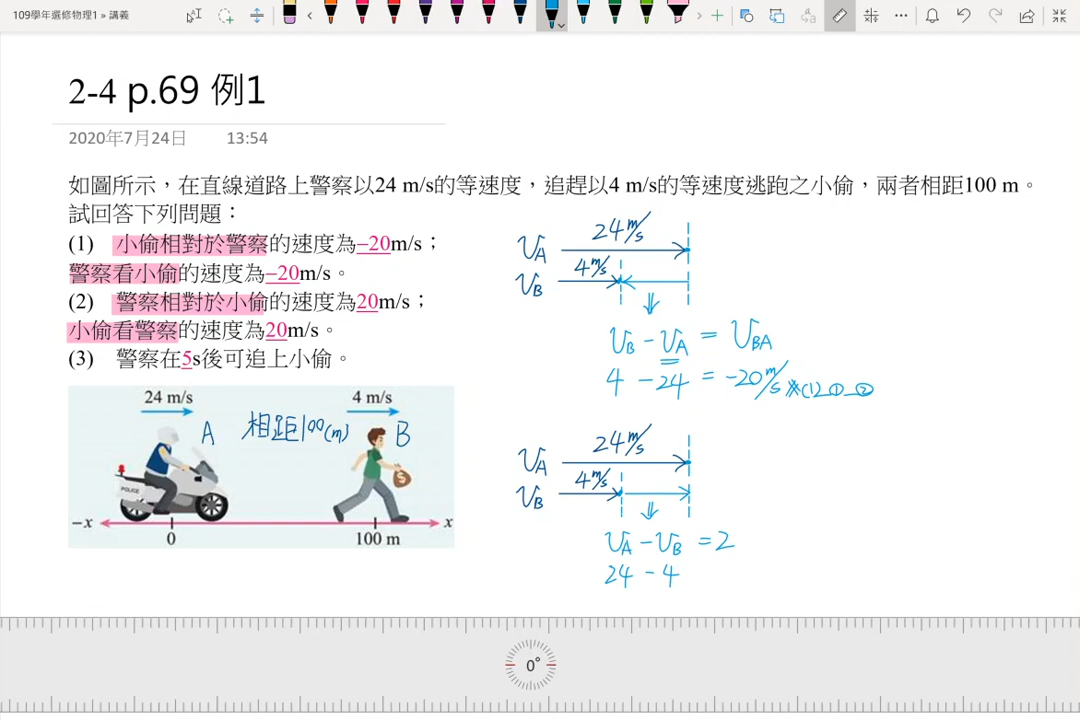 109學年選修物理1 » 講義
2-4 p.69 例1
2020年7月24日 13:54
如圖所示，在直線道路上警察以24 m/s的等速度，追趕以4 m/s的等速度逃跑之小偷，兩者相距100 m。
試回答下列問題：
(1) 小偷相對於警察的速度為−20m/s；
警察看小偷的速度為−20m/s。
(2) 警察相對於小偷的速度為20m/s；
小偷看警察的速度為20m/s。
(3) 警察在5s後可追上小偷。
24 m/s
4 m/s
A
相距100(m)
B
POLICE
$
−x
x
0
100 m
24 m/s
VA
4 m/s
VB
VB − VA = VBA
4 − 24 = −20 m/s ※(1)①②
24 m/s
VA
4 m/s
VB
VA − VB = 2
24 − 4
0°